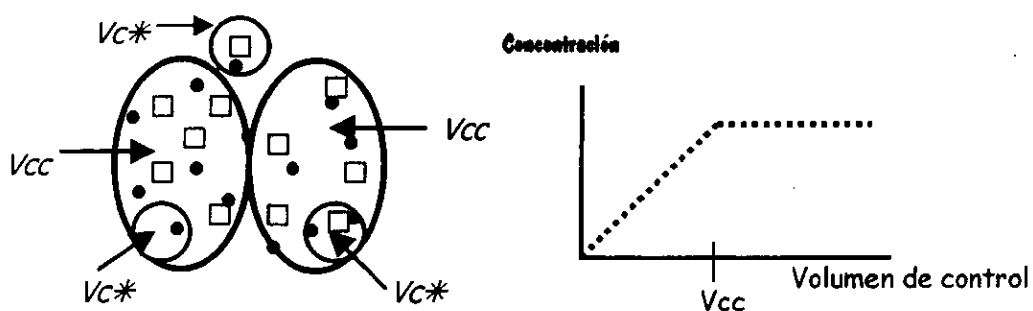 Vc*
Vcc
Vcc
Vc*
Vc*
Concentración
Vcc
Volumen de control